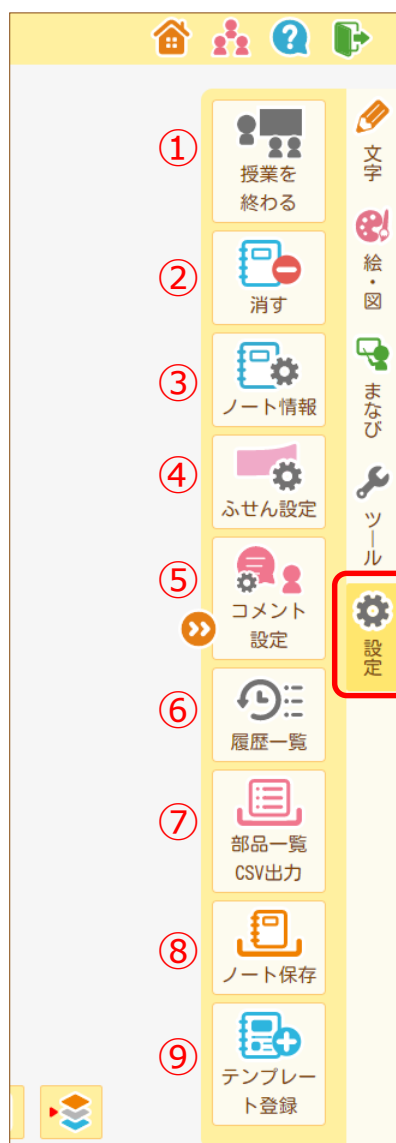 ①
授業を
終わる
②
消す
③
ノート情報
④
ふせん設定
⑤
コメント
設定
⑥
履歴一覧
⑦
部品一覧
CSV出力
⑧
ノート保存
⑨
テンプレー
ト登録
文字
絵・図
まなび
ツール
設定